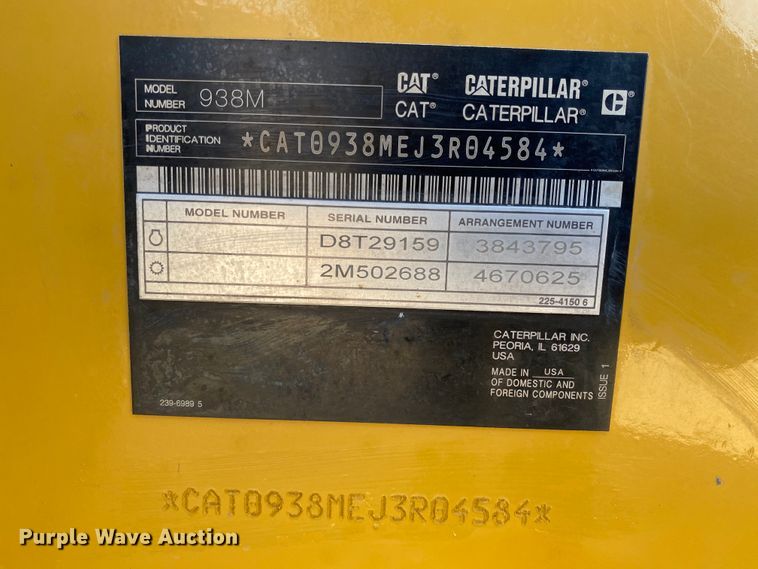 MODEL NUMBER 938M
CAT® CATERPILLAR®
CAT® CATERPILLAR® C
PRODUCT IDENTIFICATION NUMBER *CAT0938MEJ3R04584*
MODEL NUMBER SERIAL NUMBER ARRANGEMENT NUMBER
D8T29159 3843795
2M502688 4670625
225-4150 6
CATERPILLAR INC.
PEORIA, IL 61629
USA
MADE IN USA
OF DOMESTIC AND
FOREIGN COMPONENTS
ISSUE 1
239-6989 5
*CAT0938MEJ3R04584*
Purple Wave Auction